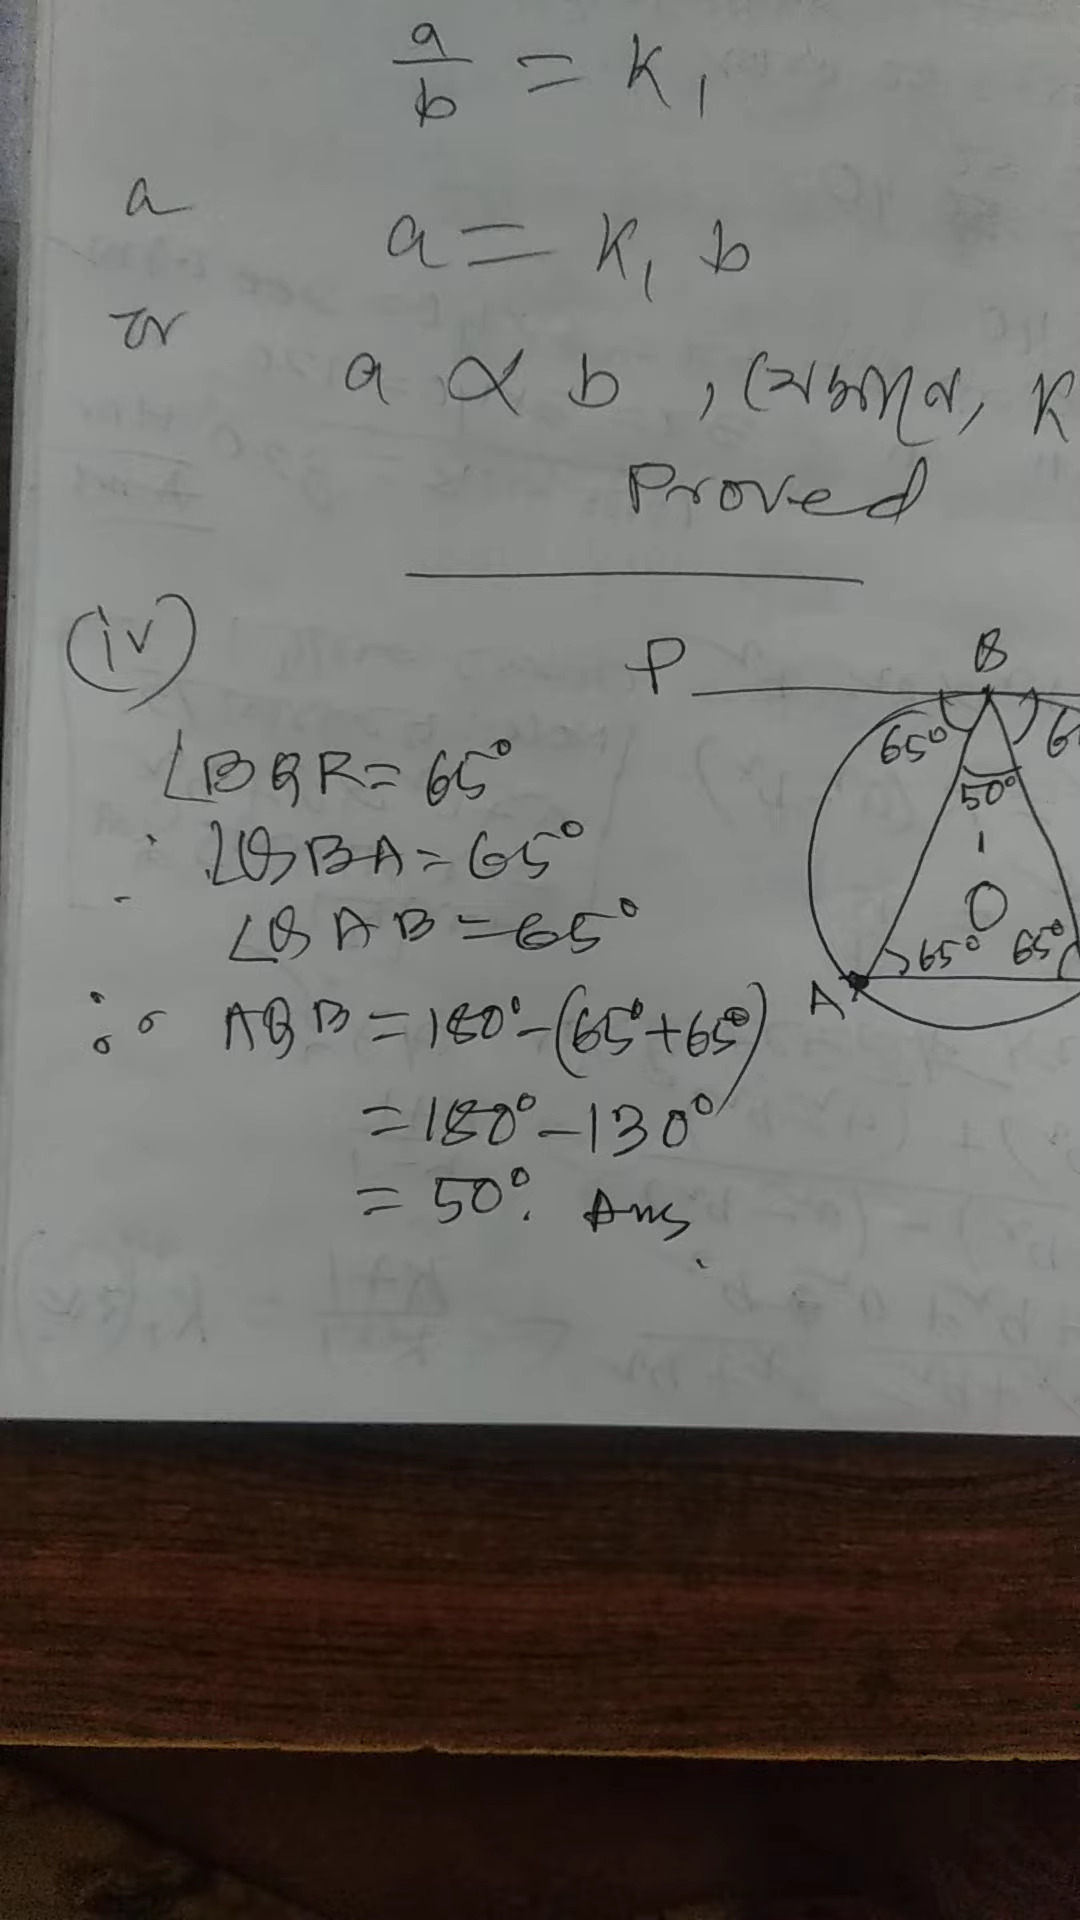 a/b = K₁
a
a = K₁ b
or
a ∝ b , যেখানে, K
Proved
(iv)
P
B
∠BQR = 65°
65°
50°
∴ ∠QBA = 65°
∠QAB = 65°
O
65° 65°
A
∴ AQB = 180° - (65° + 65°)
= 180° - 130°
= 50°. Ans.